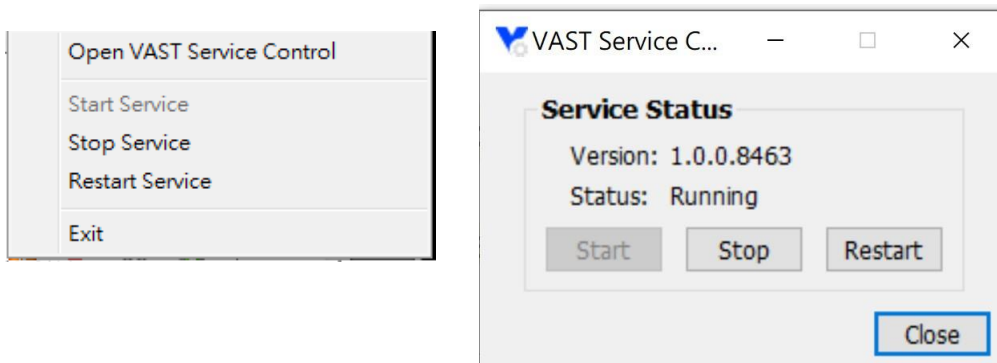 Open VAST Service Control
Start Service
Stop Service
Restart Service
Exit
VAST Service C...
Service Status
Version: 1.0.0.8463
Status: Running
Start Stop Restart
Close